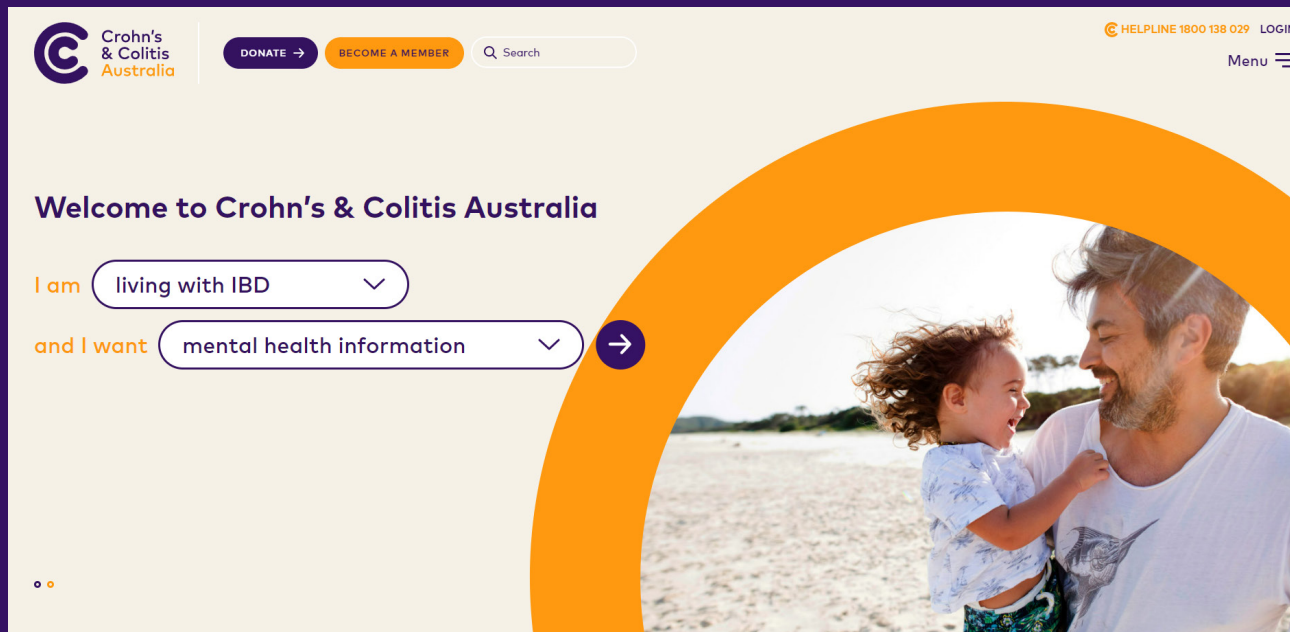 Crohn's
& Colitis
Australia
DONATE →
BECOME A MEMBER
Search
HELPLINE 1800 138 029 LOGIN
Menu
Welcome to Crohn's & Colitis Australia
I am living with IBD
and I want mental health information